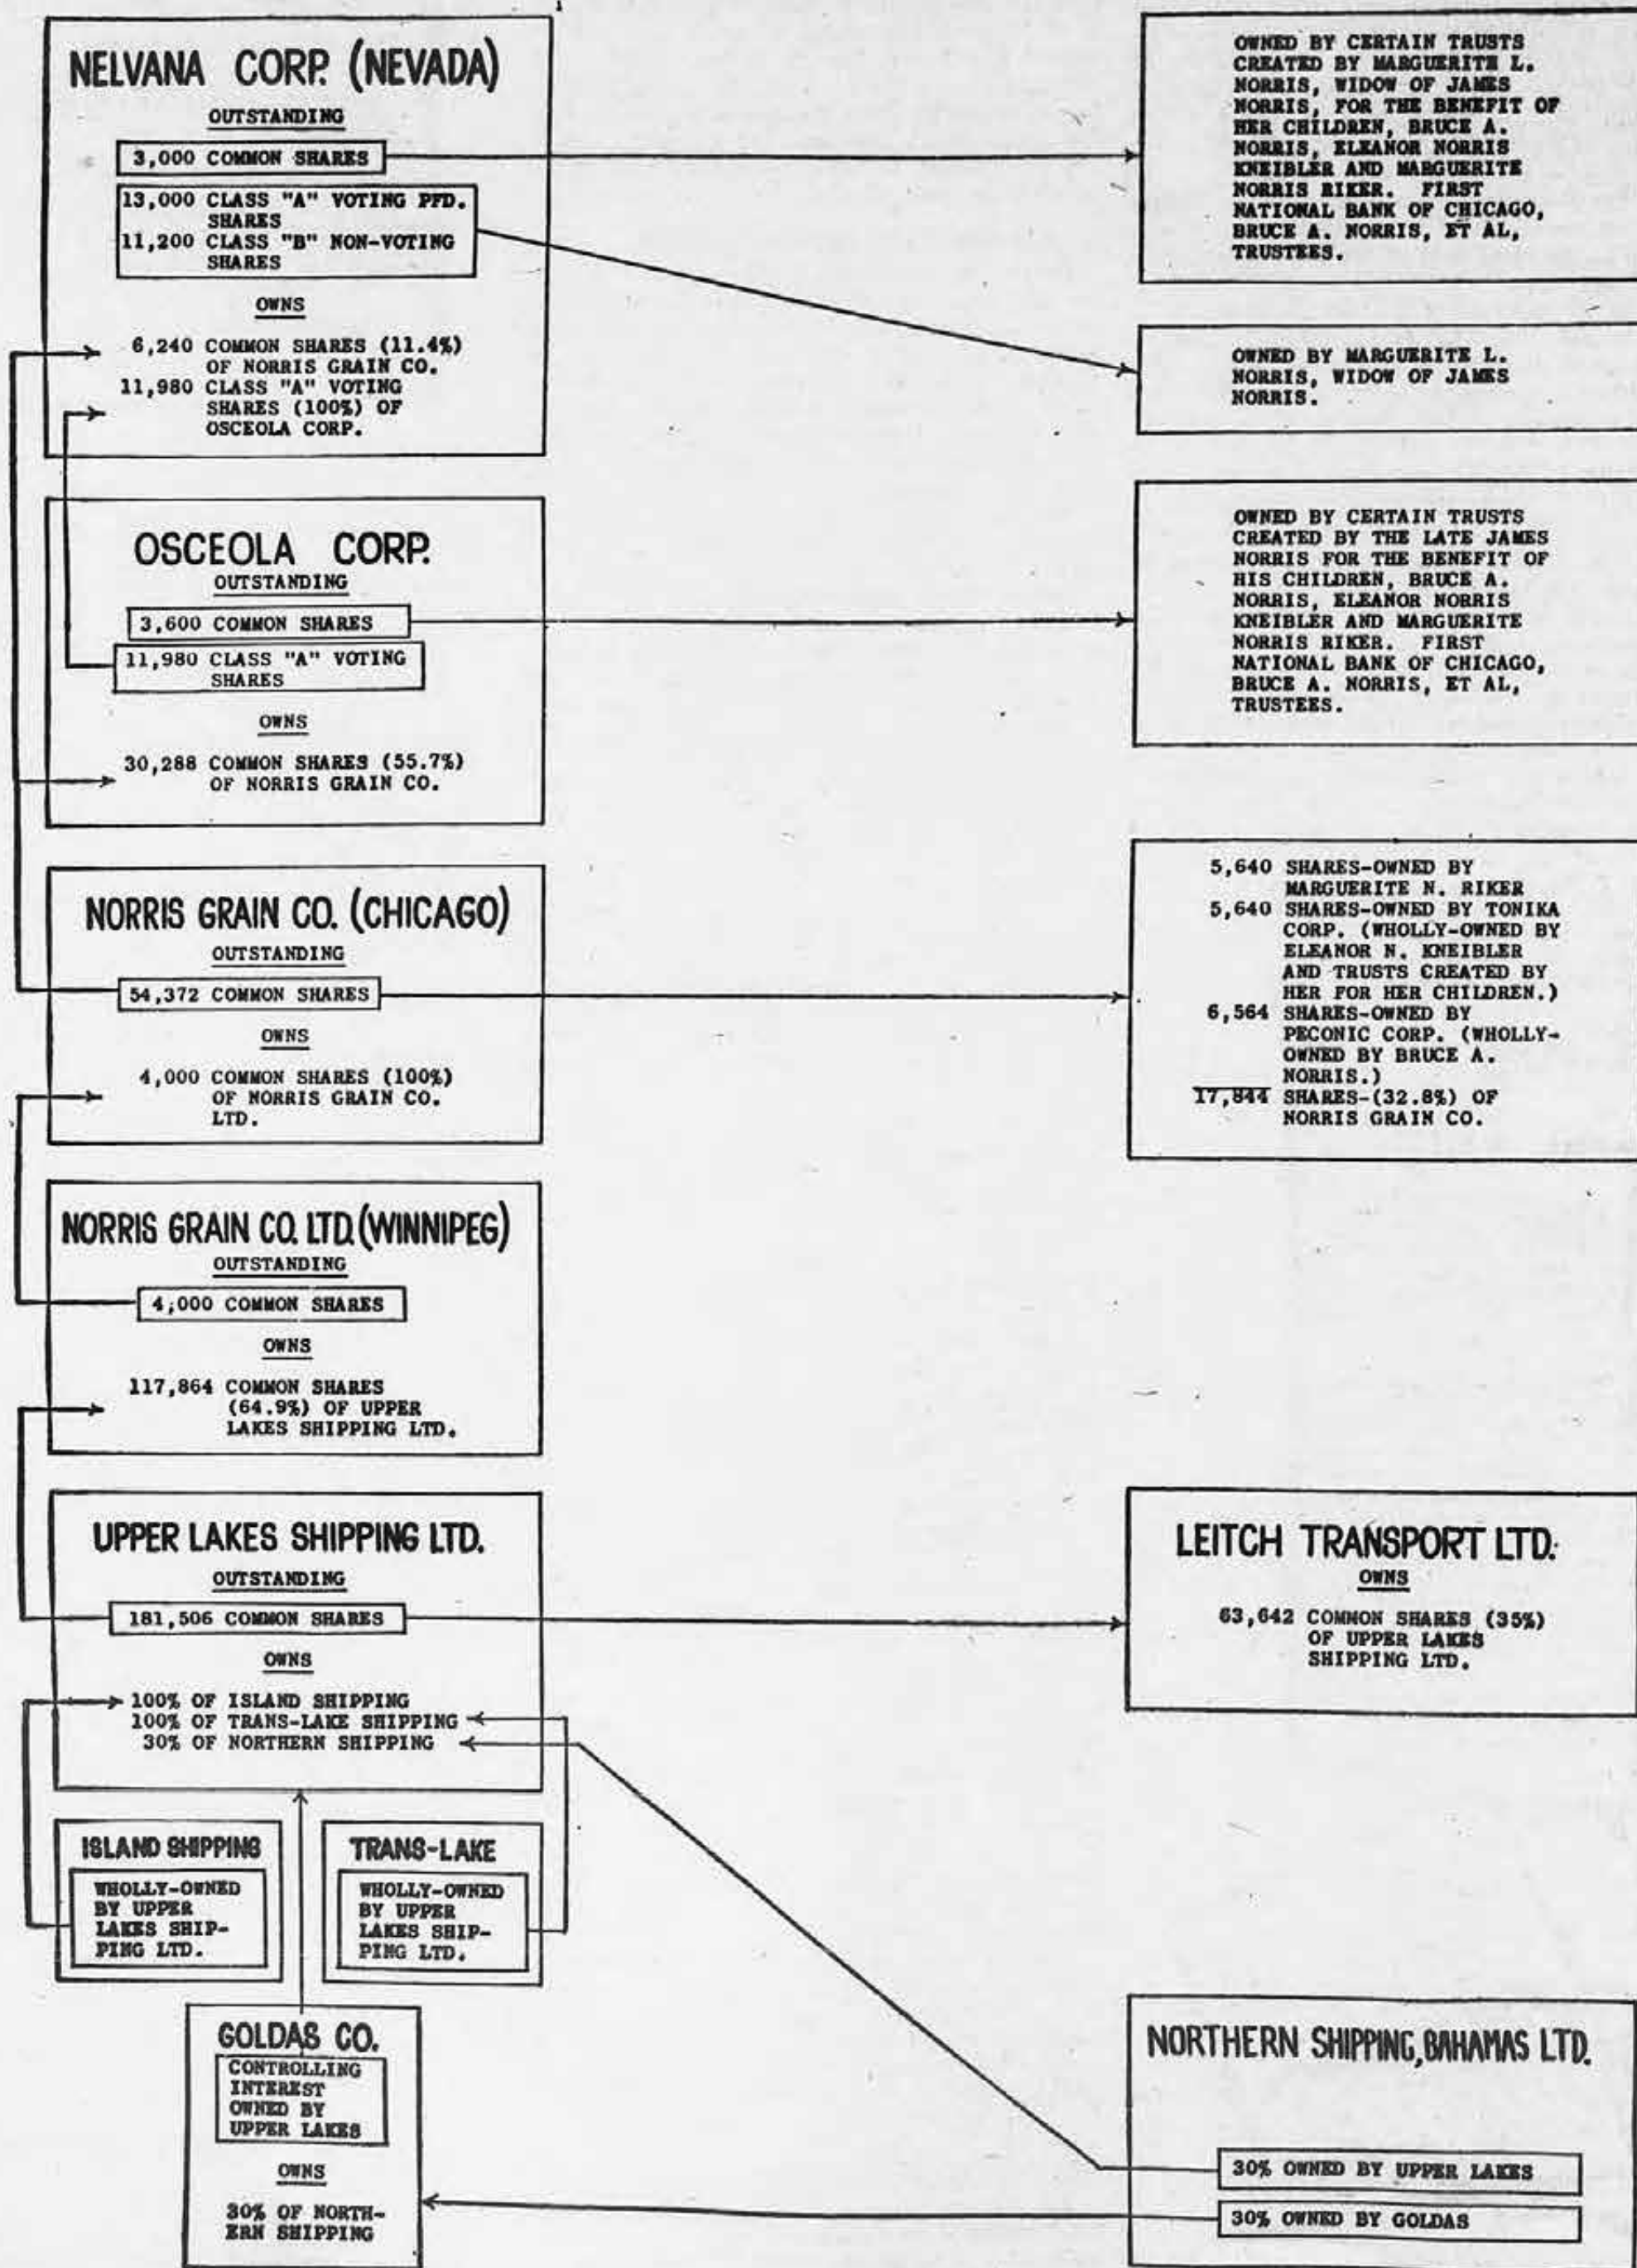 NELVANA CORP. (NEVADA)
OUTSTANDING
3,000 COMMON SHARES
13,000 CLASS "A" VOTING PFD.
SHARES
11,200 CLASS "B" NON-VOTING
SHARES
OWNS
6,240 COMMON SHARES (11.4%)
OF NORRIS GRAIN CO.
11,980 CLASS "A" VOTING
SHARES (100%) OF
OSCEOLA CORP.
OWNED BY CERTAIN TRUSTS
CREATED BY MARGUERITE L.
NORRIS, WIDOW OF JAMES
NORRIS, FOR THE BENEFIT OF
HER CHILDREN, BRUCE A.
NORRIS, ELEANOR NORRIS
KNEIBLER AND MARGUERITE
NORRIS RIKER. FIRST
NATIONAL BANK OF CHICAGO,
BRUCE A. NORRIS, ET AL,
TRUSTEES.
OWNED BY MARGUERITE L.
NORRIS, WIDOW OF JAMES
NORRIS.
OSCEOLA CORP.
OUTSTANDING
3,600 COMMON SHARES
11,980 CLASS "A" VOTING
SHARES
OWNS
30,288 COMMON SHARES (55.7%)
OF NORRIS GRAIN CO.
OWNED BY CERTAIN TRUSTS
CREATED BY THE LATE JAMES
NORRIS FOR THE BENEFIT OF
HIS CHILDREN, BRUCE A.
NORRIS, ELEANOR NORRIS
KNEIBLER AND MARGUERITE
NORRIS RIKER. FIRST
NATIONAL BANK OF CHICAGO,
BRUCE A. NORRIS, ET AL,
TRUSTEES.
NORRIS GRAIN CO. (CHICAGO)
OUTSTANDING
54,372 COMMON SHARES
OWNS
4,000 COMMON SHARES (100%)
OF NORRIS GRAIN CO.
LTD.
5,640 SHARES-OWNED BY
MARGUERITE N. RIKER
5,640 SHARES-OWNED BY TONIKA
CORP. (WHOLLY-OWNED BY
ELEANOR N. KNEIBLER
AND TRUSTS CREATED BY
HER FOR HER CHILDREN.)
6,564 SHARES-OWNED BY
PECONIC CORP. (WHOLLY-
OWNED BY BRUCE A.
NORRIS.)
17,844 SHARES-(32.8%) OF
NORRIS GRAIN CO.
NORRIS GRAIN CO. LTD. (WINNIPEG)
OUTSTANDING
4,000 COMMON SHARES
OWNS
117,864 COMMON SHARES
(64.9%) OF UPPER
LAKES SHIPPING LTD.
UPPER LAKES SHIPPING LTD.
OUTSTANDING
181,506 COMMON SHARES
OWNS
100% OF ISLAND SHIPPING
100% OF TRANS-LAKE SHIPPING
30% OF NORTHERN SHIPPING
LEITCH TRANSPORT LTD.
OWNS
63,642 COMMON SHARES (35%)
OF UPPER LAKES
SHIPPING LTD.
ISLAND SHIPPING
WHOLLY-OWNED
BY UPPER
LAKES SHIP-
PING LTD.
TRANS-LAKE
WHOLLY-OWNED
BY UPPER
LAKES SHIP-
PING LTD.
GOLDAS CO.
CONTROLLING
INTEREST
OWNED BY
UPPER LAKES
OWNS
30% OF NORTH-
ERN SHIPPING
NORTHERN SHIPPING, BAHAMAS LTD.
30% OWNED BY UPPER LAKES
30% OWNED BY GOLDAS